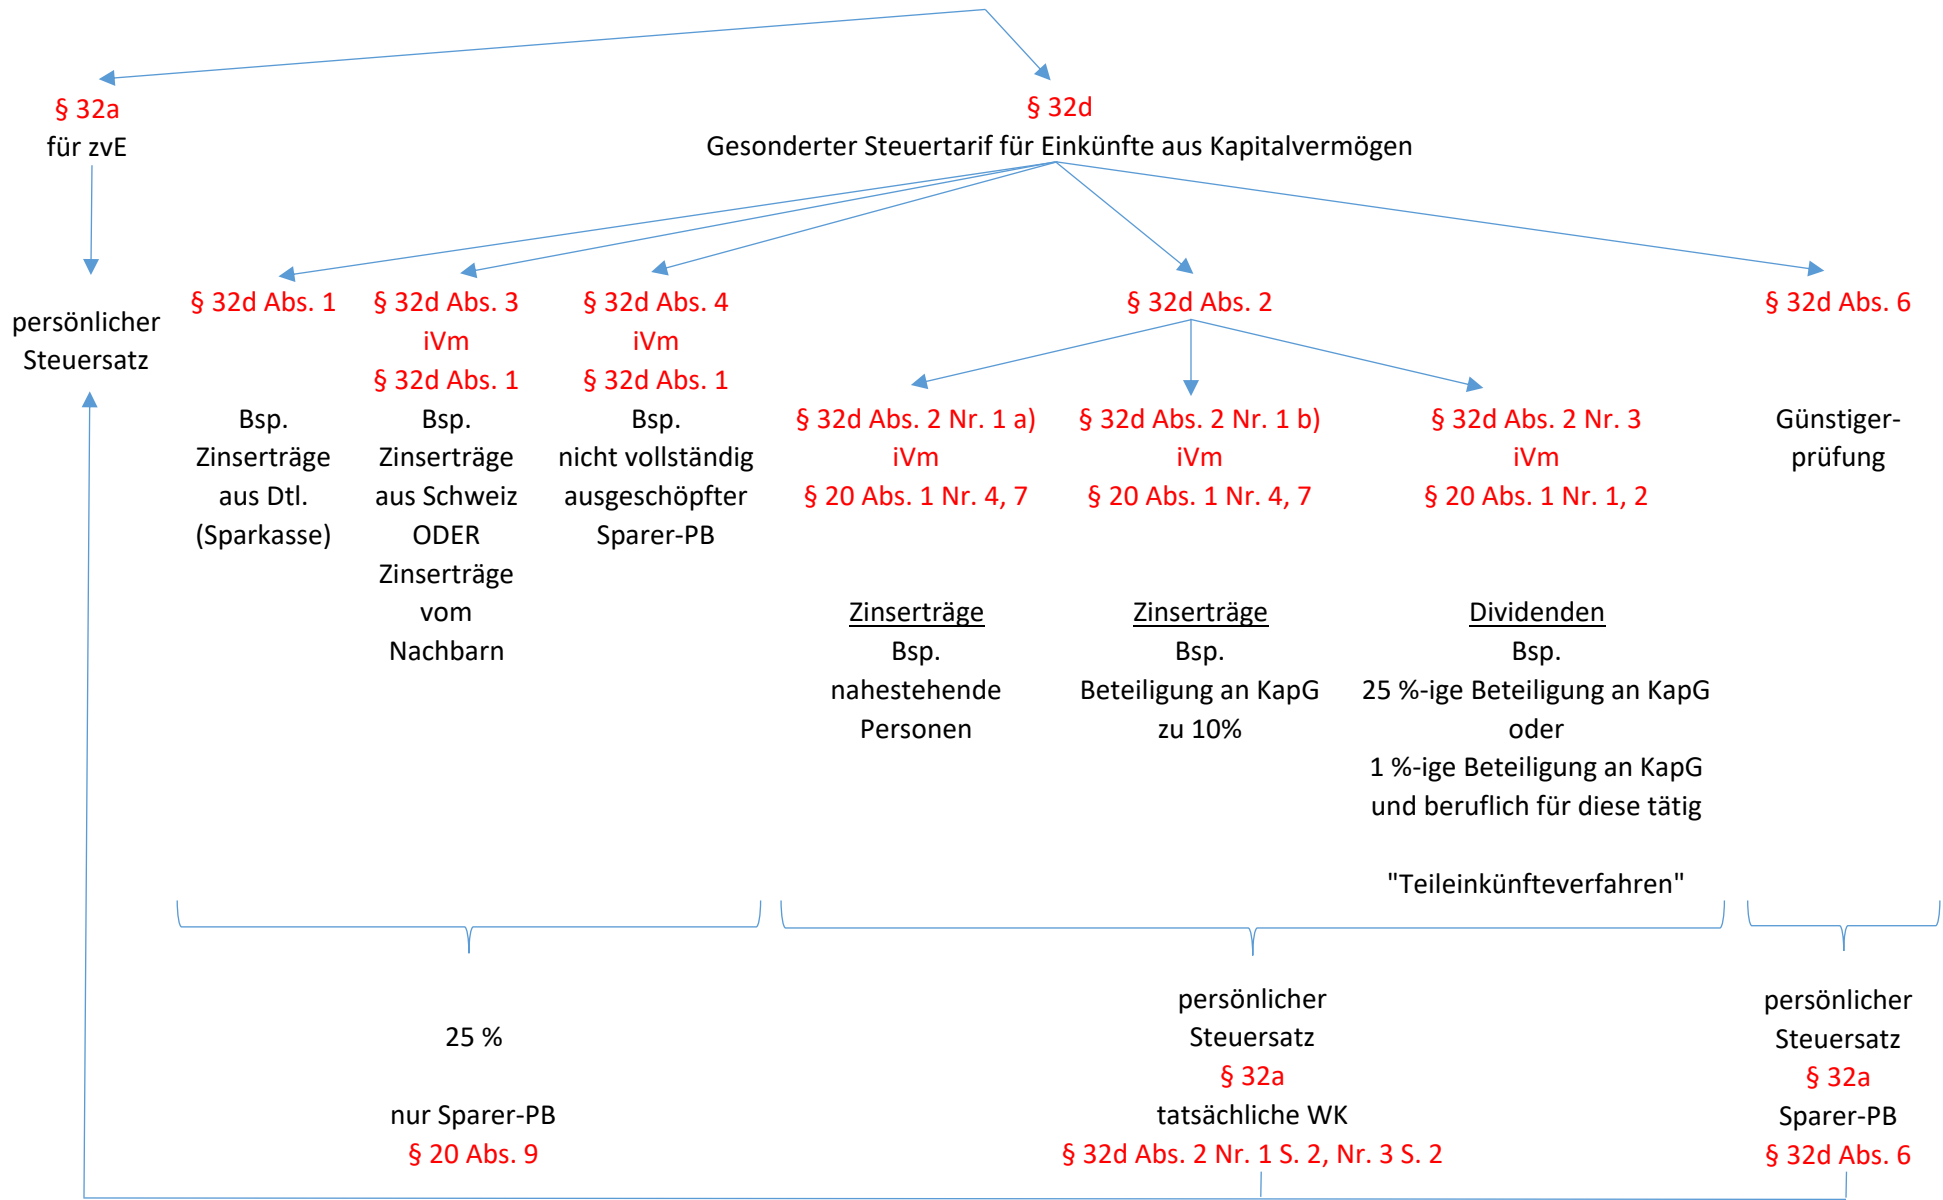 § 32a
für zvE
§ 32d
Gesonderter Steuertarif für Einkünfte aus Kapitalvermögen
persönlicher
Steuersatz
§ 32d Abs. 1
Bsp.
Zinserträge
aus Dtl.
(Sparkasse)
§ 32d Abs. 3
iVm
§ 32d Abs. 1
Bsp.
Zinserträge
aus Schweiz
ODER
Zinserträge
vom
Nachbarn
§ 32d Abs. 4
iVm
§ 32d Abs. 1
Bsp.
nicht vollständig
ausgeschöpfter
Sparer-PB
§ 32d Abs. 2
§ 32d Abs. 2 Nr. 1 a)
iVm
§ 20 Abs. 1 Nr. 4, 7
Zinserträge
Bsp.
nahestehende
Personen
§ 32d Abs. 2 Nr. 1 b)
iVm
§ 20 Abs. 1 Nr. 4, 7
Zinserträge
Bsp.
Beteiligung an KapG
zu 10%
§ 32d Abs. 2 Nr. 3
iVm
§ 20 Abs. 1 Nr. 1, 2
Dividenden
Bsp.
25 %-ige Beteiligung an KapG
oder
1 %-ige Beteiligung an KapG
und beruflich für diese tätig
"Teileinkünfteverfahren"
§ 32d Abs. 6
Günstiger-
prüfung
25 %
nur Sparer-PB
§ 20 Abs. 9
persönlicher
Steuersatz
§ 32a
tatsächliche WK
§ 32d Abs. 2 Nr. 1 S. 2, Nr. 3 S. 2
persönlicher
Steuersatz
§ 32a
Sparer-PB
§ 32d Abs. 6